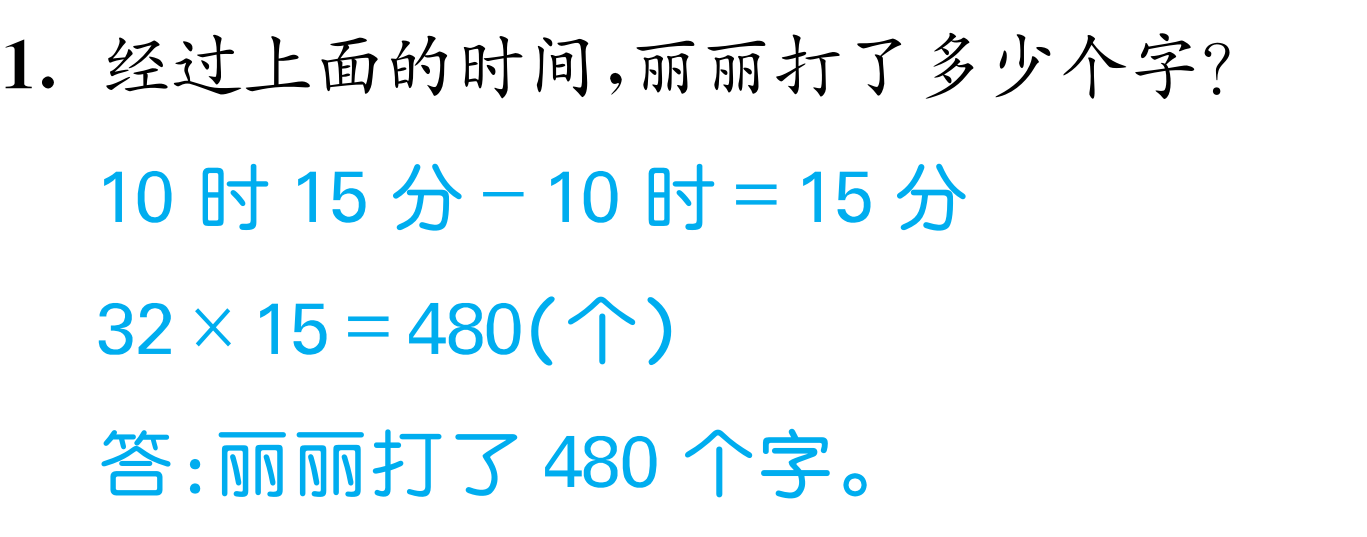 1. 经过上面的时间,丽丽打了多少个字?
10 时 15 分 - 10 时 = 15 分
32 × 15 = 480(个)
答:丽丽打了 480 个字。